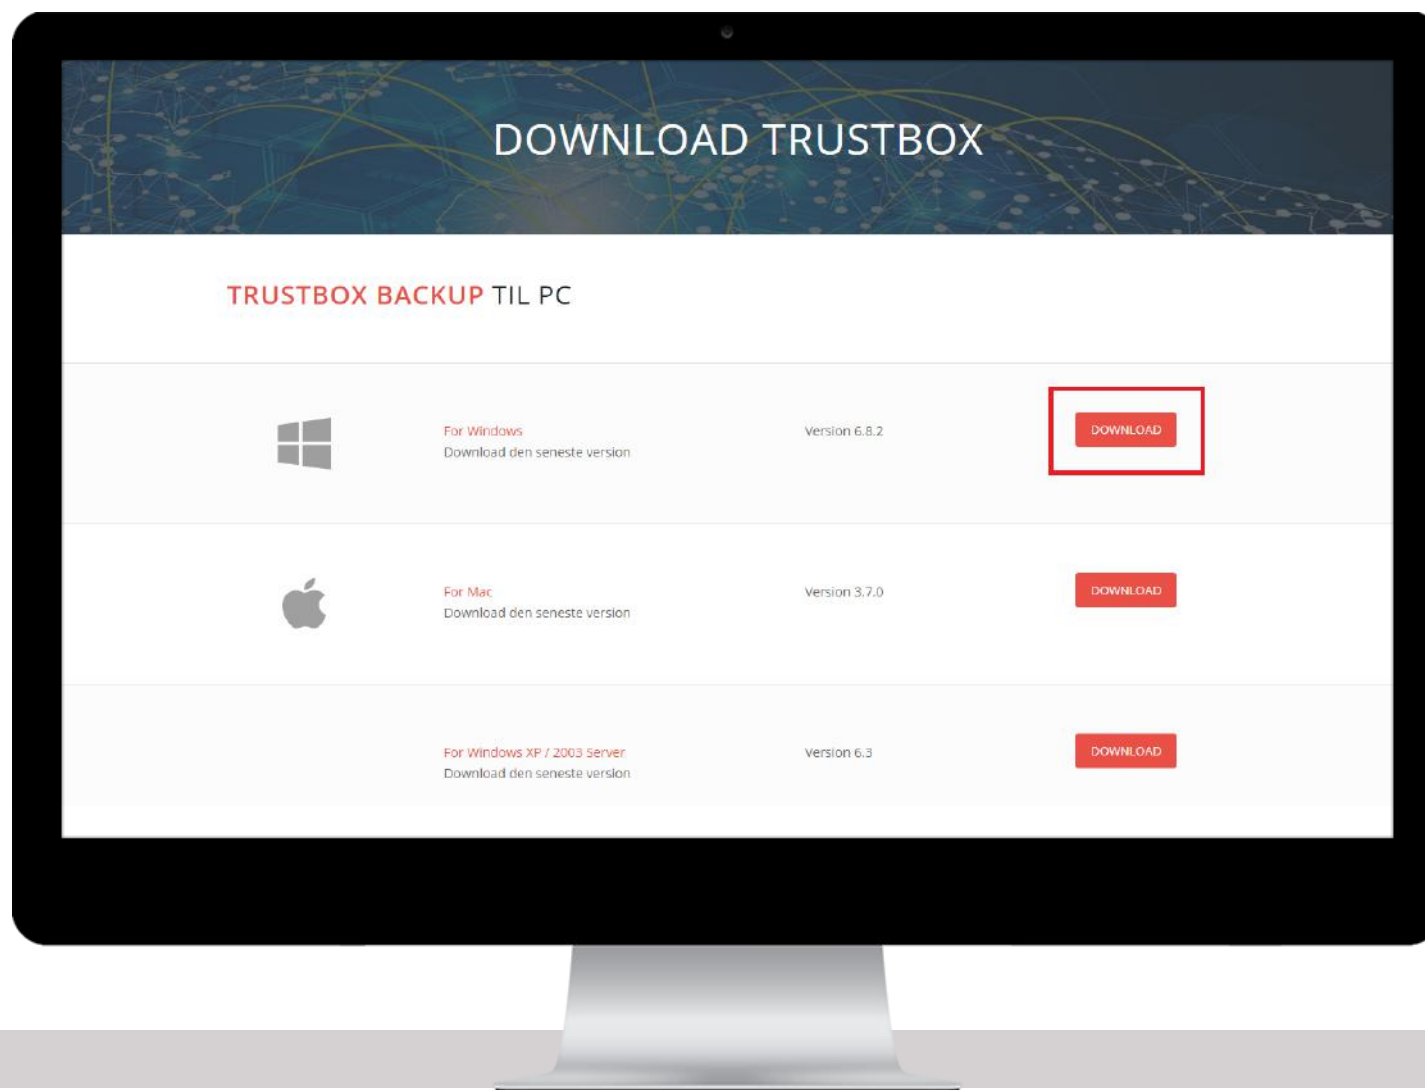 DOWNLOAD TRUSTBOX
TRUSTBOX BACKUP TIL PC
For Windows
Download den seneste version
Version 6.8.2
DOWNLOAD
For Mac
Download den seneste version
Version 3.7.0
DOWNLOAD
For Windows XP / 2003 Server
Download den seneste version
Version 6.3
DOWNLOAD